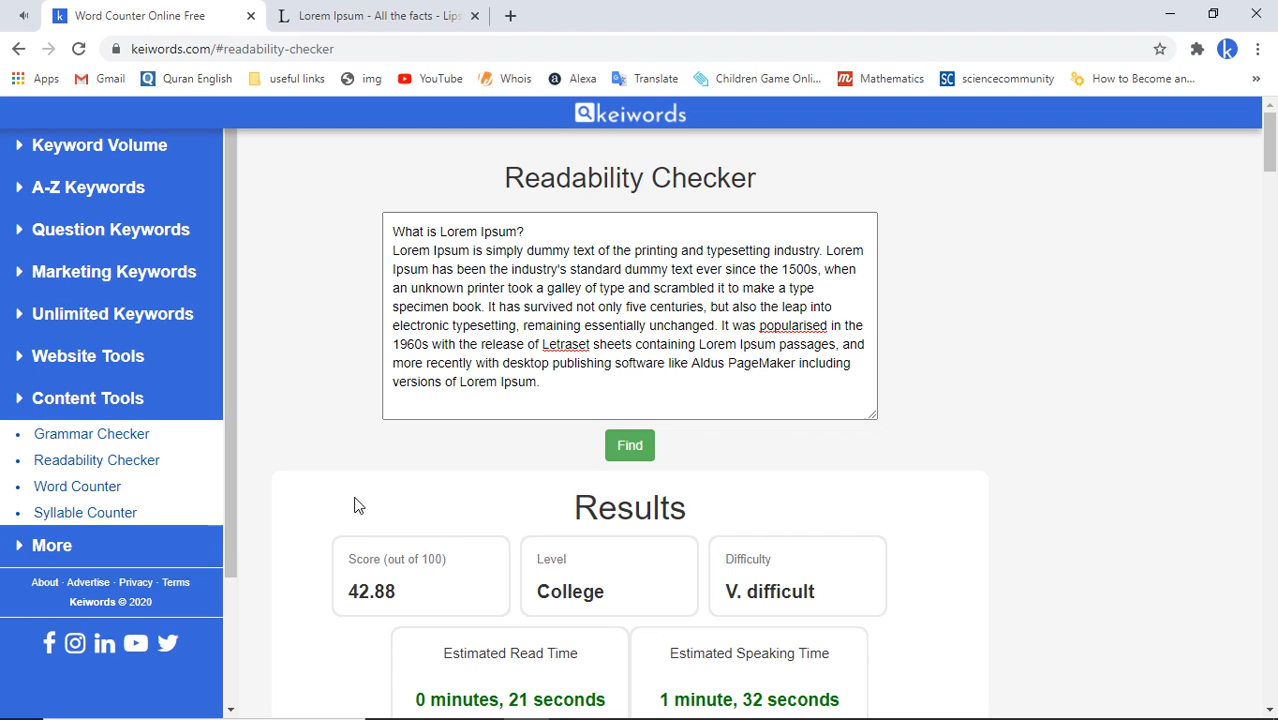 Word Counter Online Free
Lorem Ipsum - All the facts - Lips
keiwords.com/#readability-checker
Apps
Gmail
Quran English
useful links
img
YouTube
Whois
Alexa
Translate
Children Game Onli...
Mathematics
sciencecommunity
How to Become an...
keiwords
Keyword Volume
A-Z Keywords
Question Keywords
Marketing Keywords
Unlimited Keywords
Website Tools
Content Tools
Grammar Checker
Readability Checker
Word Counter
Syllable Counter
More
About · Advertise · Privacy · Terms
Keiwords © 2020
Readability Checker
What is Lorem Ipsum?
Lorem Ipsum is simply dummy text of the printing and typesetting industry. Lorem
Ipsum has been the industry's standard dummy text ever since the 1500s, when
an unknown printer took a galley of type and scrambled it to make a type
specimen book. It has survived not only five centuries, but also the leap into
electronic typesetting, remaining essentially unchanged. It was popularised in the
1960s with the release of Letraset sheets containing Lorem Ipsum passages, and
more recently with desktop publishing software like Aldus PageMaker including
versions of Lorem Ipsum.
Find
Results
Score (out of 100)
42.88
Level
College
Difficulty
V. difficult
Estimated Read Time
0 minutes, 21 seconds
Estimated Speaking Time
1 minute, 32 seconds